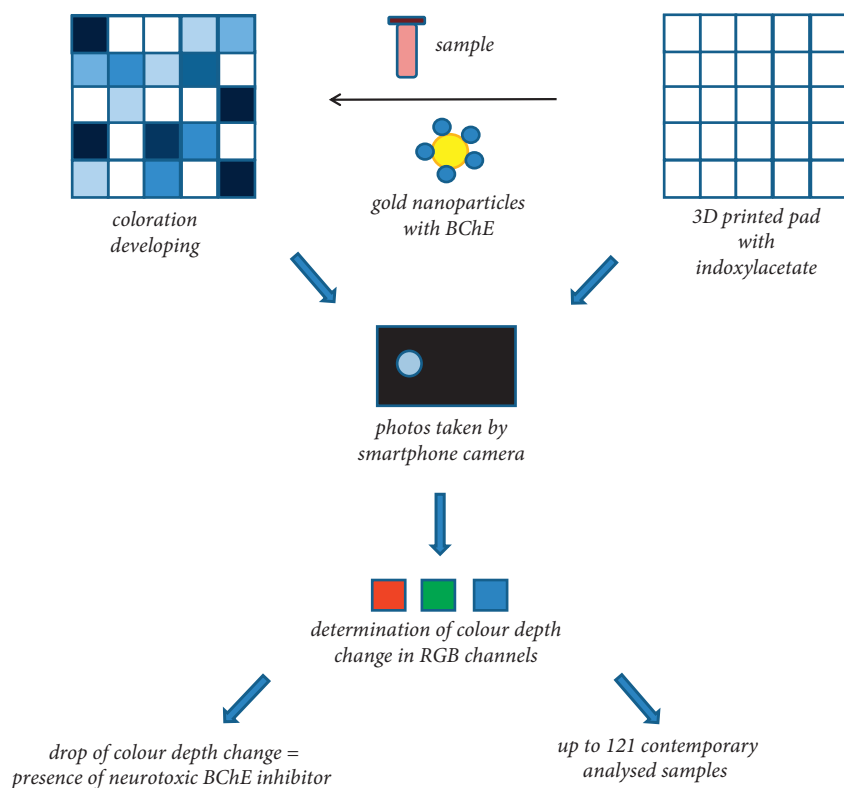 sample
gold nanoparticles
with BChE
coloration
developing
3D printed pad
with
indoxylacetate
photos taken by
smartphone camera
determination of colour depth
change in RGB channels
drop of colour depth change =
presence of neurotoxic BChE inhibitor
up to 121 contemporary
analysed samples